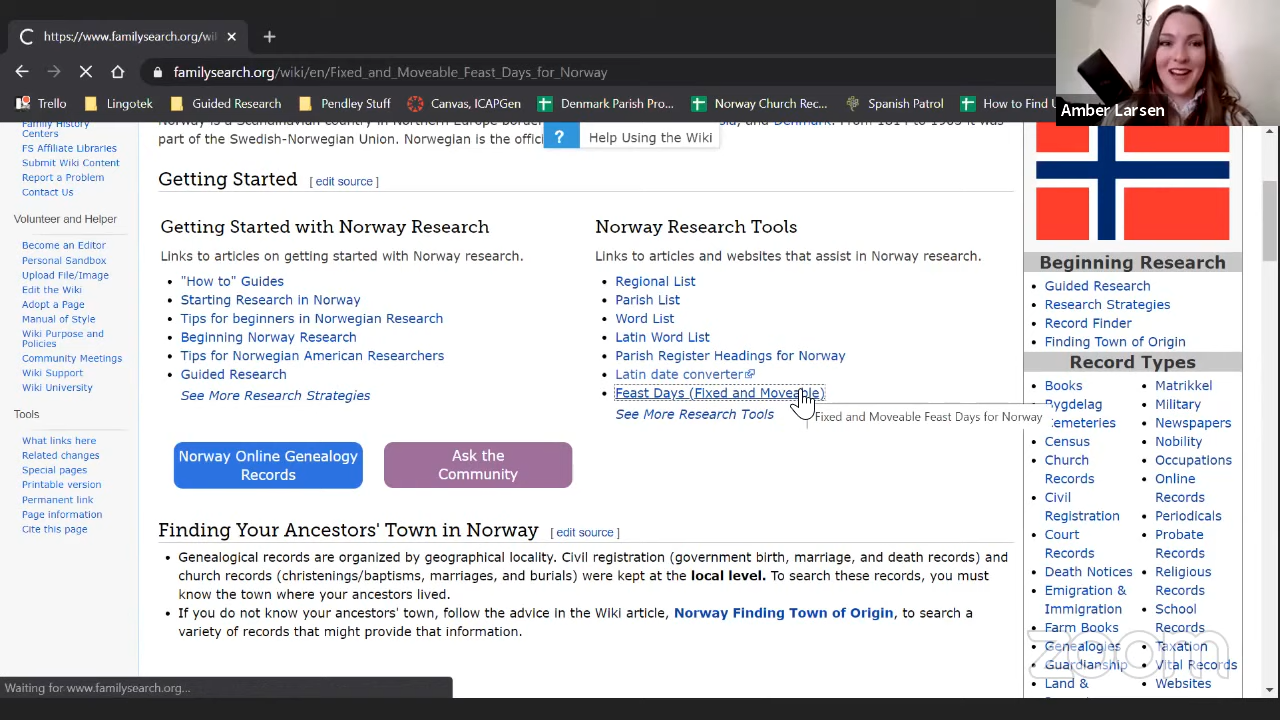 https://www.familysearch.org/wil
familysearch.org/wiki/en/Fixed_and_Moveable_Feast_Days_for_Norway
Trello
Lingotek
Guided Research
Pendley Stuff
Canvas, ICAPGen
Denmark Parish Pro...
Norway Church Rec...
Spanish Patrol
How to Find U
Amber Larsen
Family History
Centers
FS Affiliate Libraries
Submit Wiki Content
Report a Problem
Contact Us
Volunteer and Helper
Become an Editor
Personal Sandbox
Upload File/Image
Edit the Wiki
Adopt a Page
Manual of Style
Wiki Purpose and
Policies
Community Meetings
Wiki Support
Wiki University
Tools
What links here
Related changes
Special pages
Printable version
Permanent link
Page information
Cite this page
part of the Swedish-Norwegian Union. Norwegian is the offici
? Help Using the Wiki
Getting Started [ edit source ]
Getting Started with Norway Research
Links to articles on getting started with Norway research.
"How to" Guides
Starting Research in Norway
Tips for beginners in Norwegian Research
Beginning Norway Research
Tips for Norwegian American Researchers
Guided Research
See More Research Strategies
Norway Research Tools
Links to articles and websites that assist in Norway research.
Regional List
Parish List
Word List
Latin Word List
Parish Register Headings for Norway
Latin date converter
Feast Days (Fixed and Moveable)
Fixed and Moveable Feast Days for Norway
See More Research Tools
Norway Online Genealogy
Records
Ask the
Community
Finding Your Ancestors' Town in Norway [ edit source ]
Genealogical records are organized by geographical locality. Civil registration (government birth, marriage, and death records) and
church records (christenings/baptisms, marriages, and burials) were kept at the local level. To search these records, you must
know the town where your ancestors lived.
If you do not know your ancestors' town, follow the advice in the Wiki article, Norway Finding Town of Origin, to search a
variety of records that might provide that information.
Beginning Research
Guided Research
Research Strategies
Record Finder
Finding Town of Origin
Record Types
Books
Bygdelag
Cemeteries
Census
Church
Records
Civil
Registration
Court
Records
Death Notices
Emigration &
Immigration
Farm Books
Genealogies
Guardianship
Land &
Matrikkel
Military
Newspapers
Nobility
Occupations
Online
Records
Periodicals
Probate
Records
Religious
Records
School
Records
Taxation
Vital Records
Websites
zoom
Waiting for www.familysearch.org...